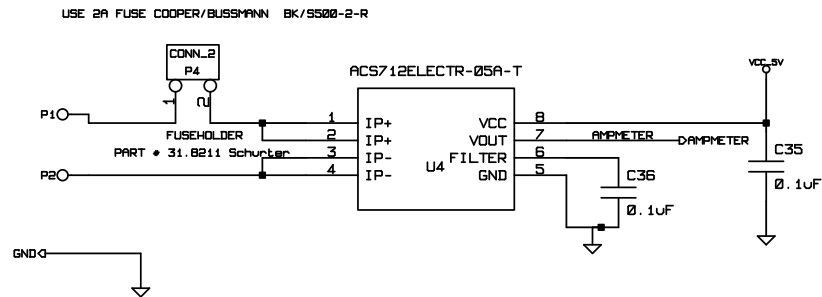 USE 2A FUSE COOPER/BUSSMANN BK/S500-2-R
CONN_2
P4
1
2
ACS712ELECTR-05A-T
VCC_5V
P1
FUSEHOLDER
PART # 31.8211 Schurter
P2
1 IP+
2 IP+
3 IP-
4 IP-
U4
VCC 8
VOUT 7
FILTER 6
GND 5
AMPMETER
AMPMETER
C35
0.1uF
C36
0.1uF
GND